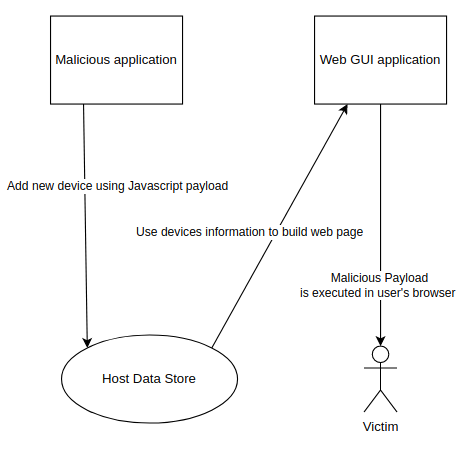 Malicious application
Web GUI application
Add new device using Javascript payload
Use devices information to build web page
Malicious Payload
is executed in user's browser
Host Data Store
Victim